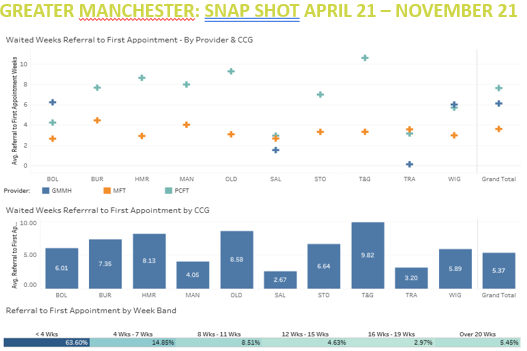 GREATER MANCHESTER: SNAP SHOT APRIL 21 – NOVEMBER 21
Waited Weeks Referral to First Appointment - By Provider & CCG
Avg. Referral to First Appointment Weeks
10
8
6
4
2
0
BOL BUR HMR MAN OLD SAL STO T&G TRA WIG Grand Total
Provider: GMMH MFT PCFT
Waited Weeks Referrral to First Appointment by CCG
Avg. Referral to First Ap..
10.00
5.00
0.00
6.01 7.35 8.13 4.05 8.58 2.67 6.64 9.82 3.20 5.89 5.37
BOL BUR HMR MAN OLD SAL STO T&G TRA WIG Grand Total
Referral to First Appointment by Week Band
< 4 Wks 4 Wks - 7 Wks 8 Wks - 11 Wks 12 Wks - 15 Wks 16 Wks - 19 Wks Over 20 Wks
63.60% 14.85% 8.51% 4.63% 2.97% 5.45%